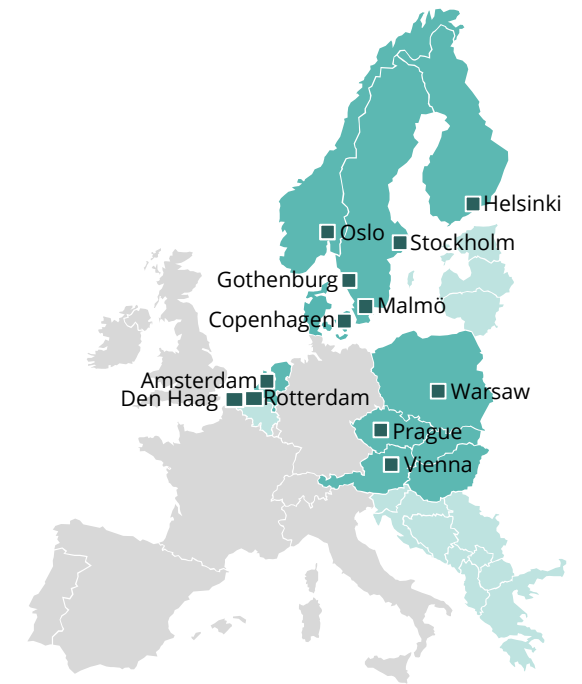 Helsinki
Oslo
Stockholm
Gothenburg
Malmö
Copenhagen
Amsterdam
Den Haag
Rotterdam
Warsaw
Prague
Vienna